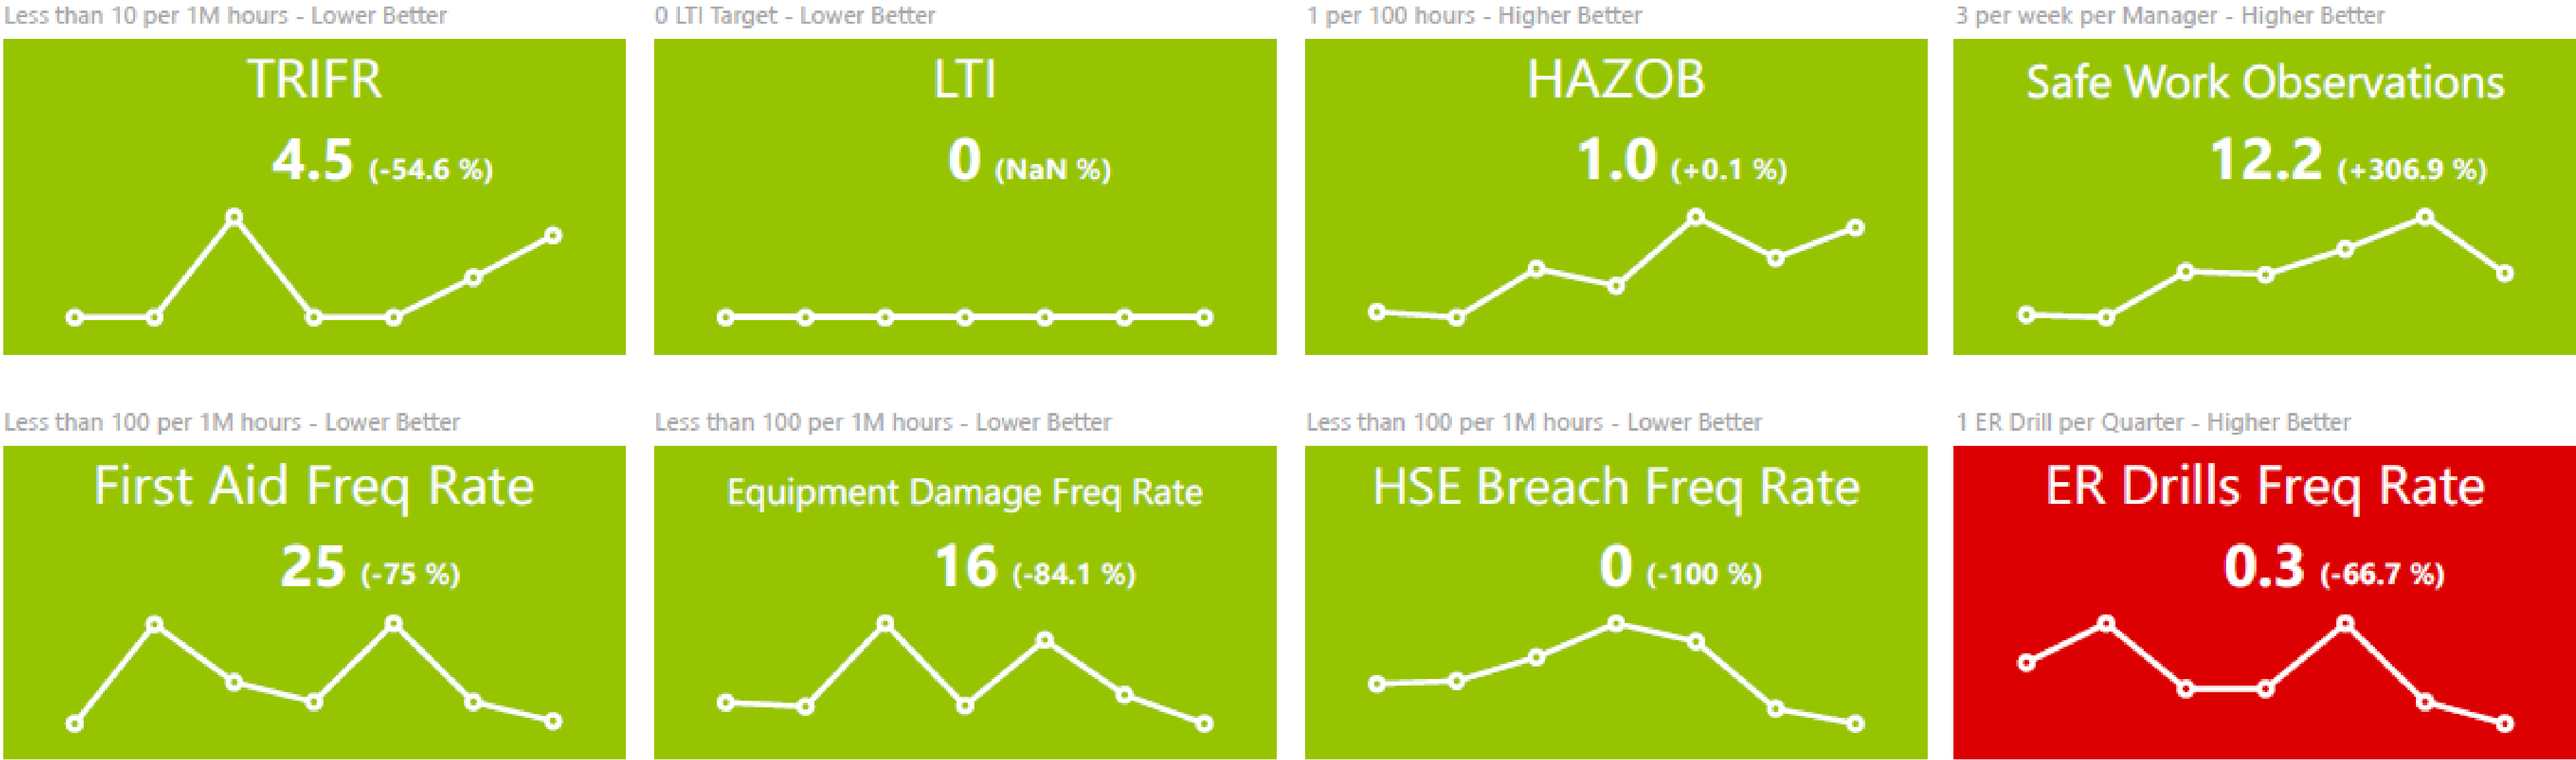 Less than 10 per 1M hours - Lower Better
TRIFR
4.5 (-54.6 %)
0 LTI Target - Lower Better
LTI
0 (NaN %)
1 per 100 hours - Higher Better
HAZOB
1.0 (+0.1 %)
3 per week per Manager - Higher Better
Safe Work Observations
12.2 (+306.9 %)
Less than 100 per 1M hours - Lower Better
First Aid Freq Rate
25 (-75 %)
Less than 100 per 1M hours - Lower Better
Equipment Damage Freq Rate
16 (-84.1 %)
Less than 100 per 1M hours - Lower Better
HSE Breach Freq Rate
0 (-100 %)
1 ER Drill per Quarter - Higher Better
ER Drills Freq Rate
0.3 (-66.7 %)